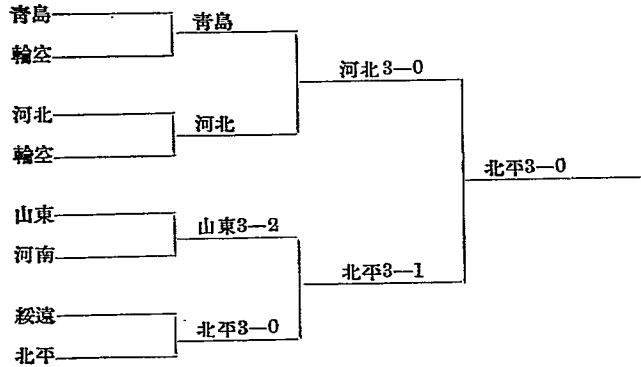 青島
青島
輪空
河北3—0
河北
河北
輪空
北平3—0
山東
山東3—2
河南
北平3—1
綏遠
北平3—0
北平